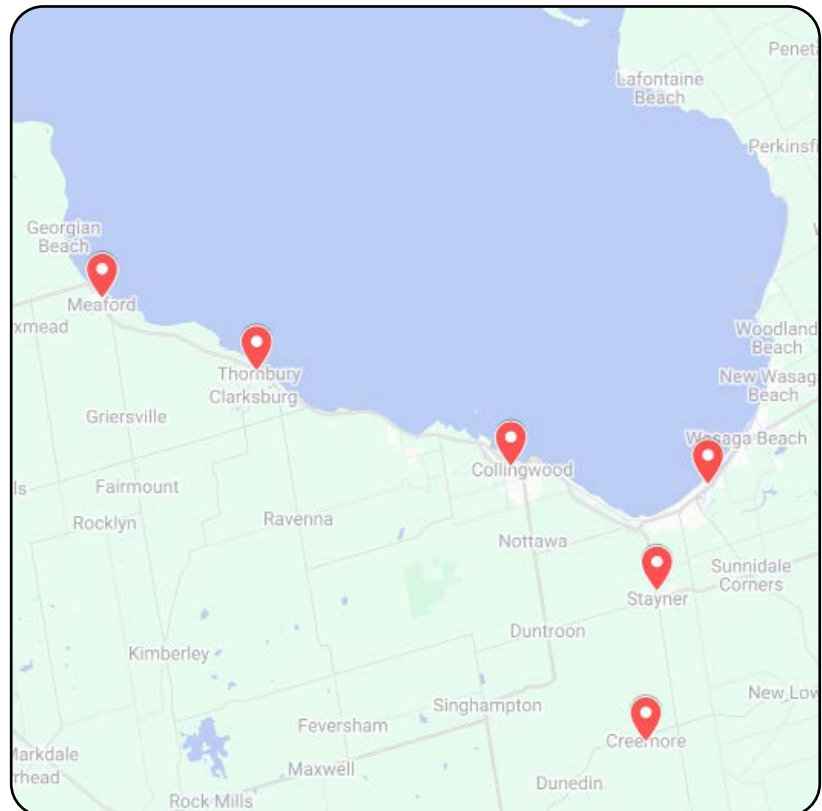 Peneta
Lafontaine
Beach
Perkinsfi
Georgian
Beach
Meaford
xmead
Woodland
Beach
Thornbury
Clarksburg
New Wasag
Beach
Griersville
Wasaga Beach
Collingwood
ls
Fairmount
Ravenna
Rocklyn
Nottawa
Sunnidale
Corners
Stayner
Duntroon
Kimberley
New Low
Singhampton
Feversham
Creemore
Markdale
rhead
Maxwell
Dunedin
Rock Mills